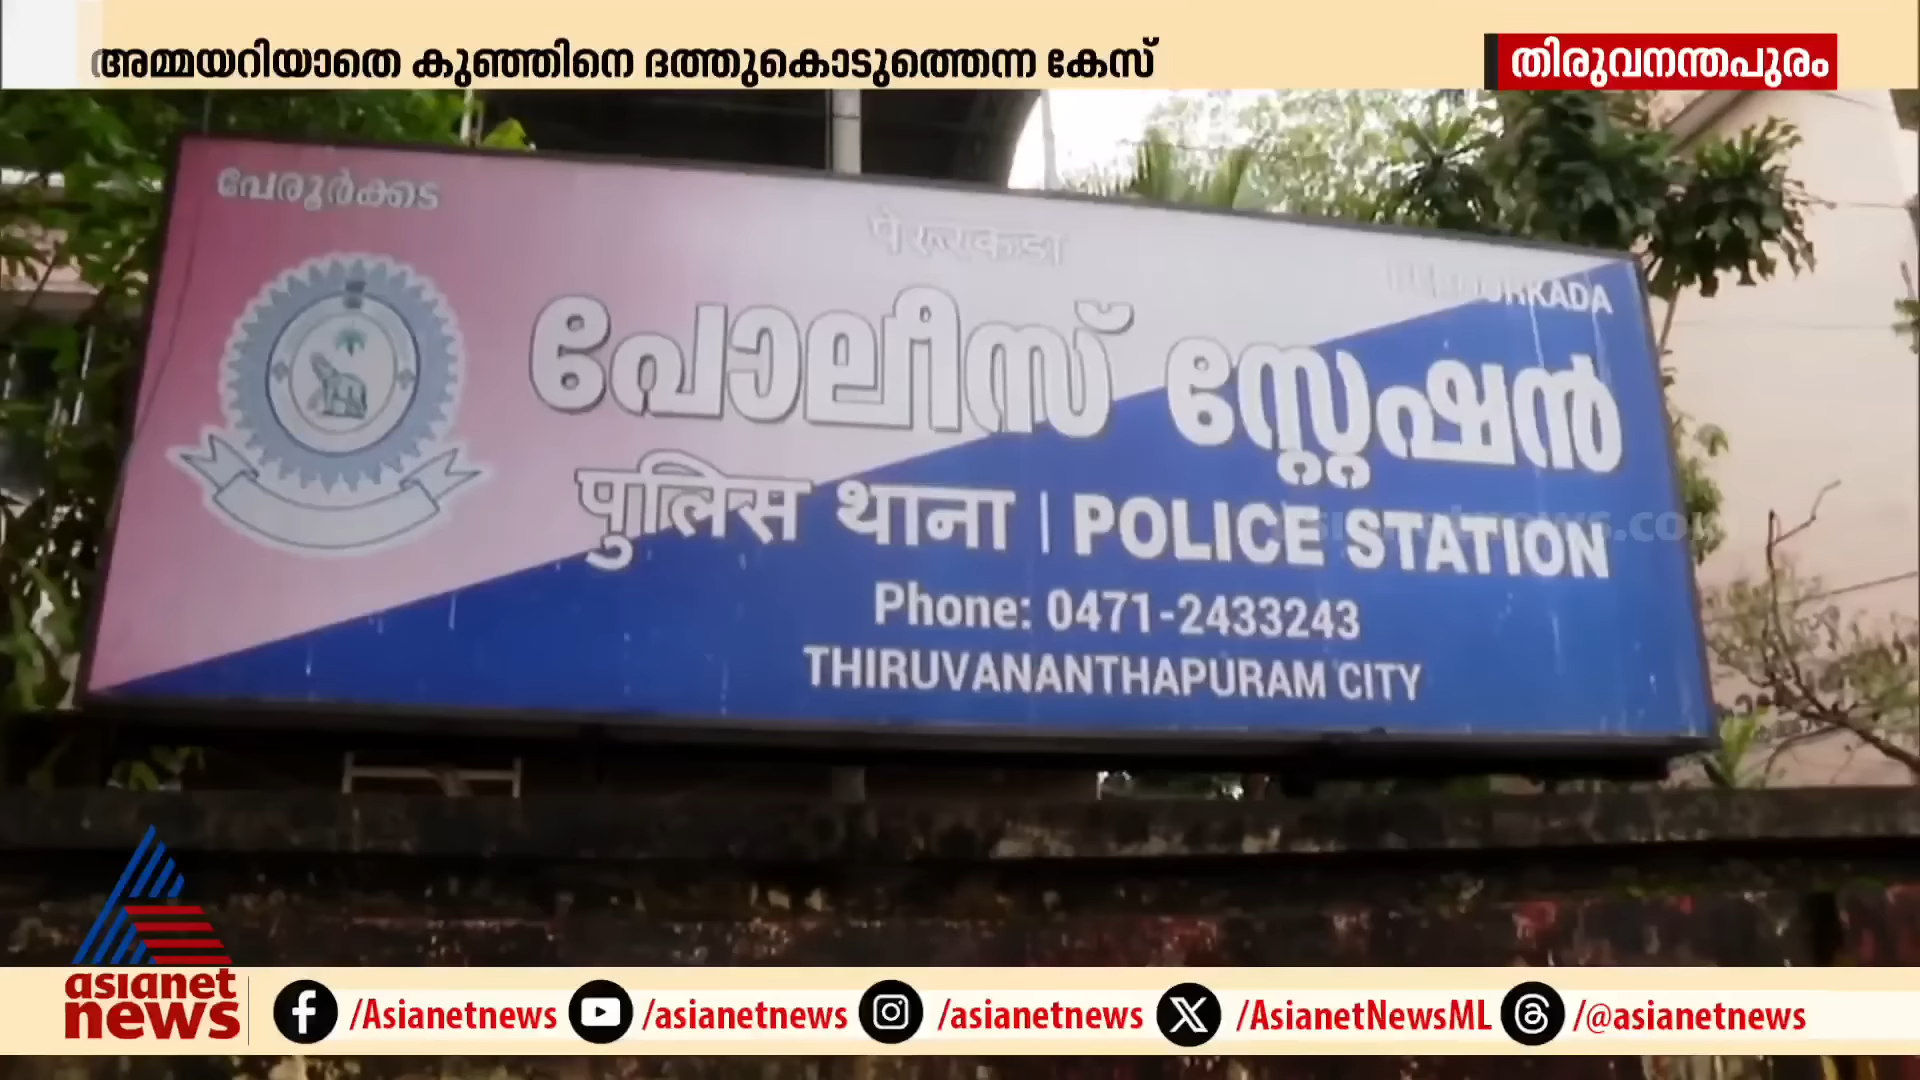 അമ്മയറിയാതെ കുഞ്ഞിനെ ദത്തുകൊടുത്തെന്ന കേസ്
തിരുവനന്തപുരം
പേരൂർക്കട
പോലീസ് സ്റ്റേഷൻ
पुलिस थाना | POLICE STATION
Phone: 0471-2433243
THIRUVANANTHAPURAM CITY
asianet news
/Asianetnews /asianetnews /asianetnews /AsianetNewsML /@asianetnews